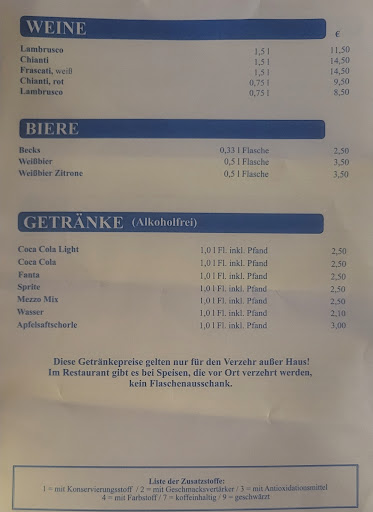 WEINE €
Lambrusco 1,5 l 11,50
Chianti 1,5 l 14,50
Frascati, weiß 1,5 l 14,50
Chianti, rot 0,75 l 9,50
Lambrusco 0,75 l 8,50
BIERE
Becks 0,33 l Flasche 2,50
Weißbier 0,5 l Flasche 3,50
Weißbier Zitrone 0,5 l Flasche 3,50
GETRÄNKE (Alkoholfrei)
Coca Cola Light 1,0 l Fl. inkl. Pfand 2,50
Coca Cola 1,0 l Fl. inkl. Pfand 2,50
Fanta 1,0 l Fl. inkl. Pfand 2,50
Sprite 1,0 l Fl. inkl. Pfand 2,50
Mezzo Mix 1,0 l Fl. inkl. Pfand 2,50
Wasser 1,0 l Fl. inkl. Pfand 2,10
Apfelsaftschorle 1,0 l Fl. inkl. Pfand 3,00
Diese Getränkepreise gelten nur für den Verzehr außer Haus!
Im Restaurant gibt es bei Speisen, die vor Ort verzehrt werden,
kein Flaschenausschank.
Liste der Zusatzstoffe:
1 = mit Konservierungsstoff / 2 = mit Geschmacksvertärker / 3 = mit Antioxidationsmittel
4 = mit Farbstoff / 7 = koffeinhaltig / 9 = geschwärzt